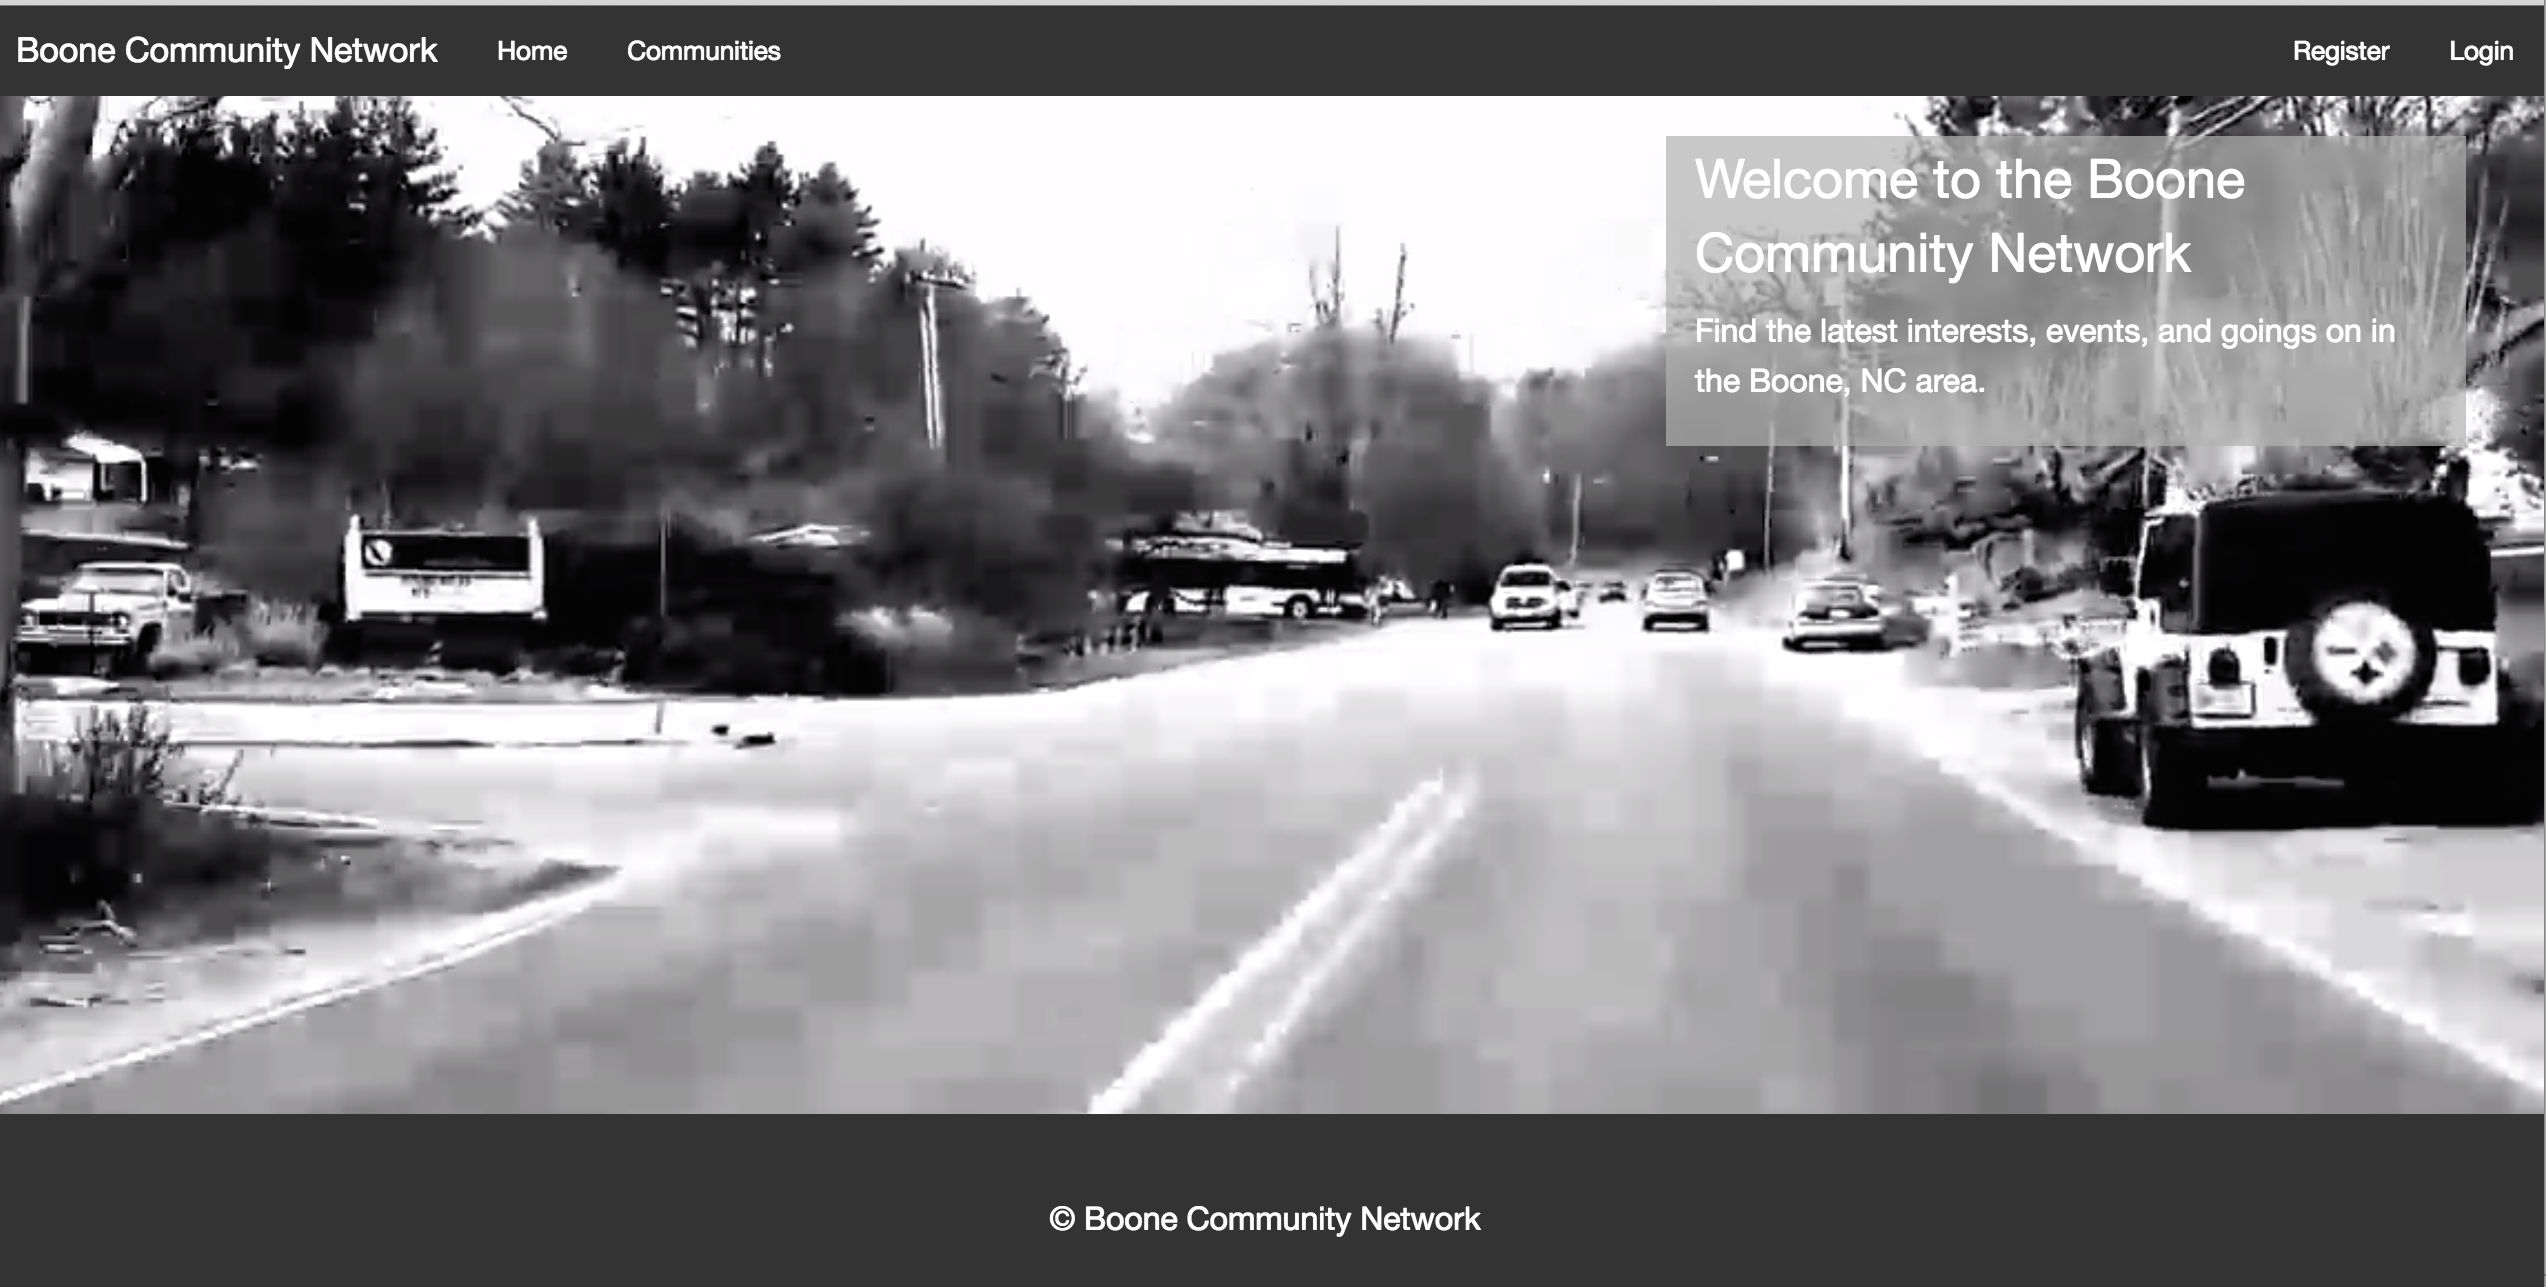 Boone Community Network
Home
Communities
Register
Login
Welcome to the Boone
Community Network
Find the latest interests, events, and goings on in
the Boone, NC area.
© Boone Community Network